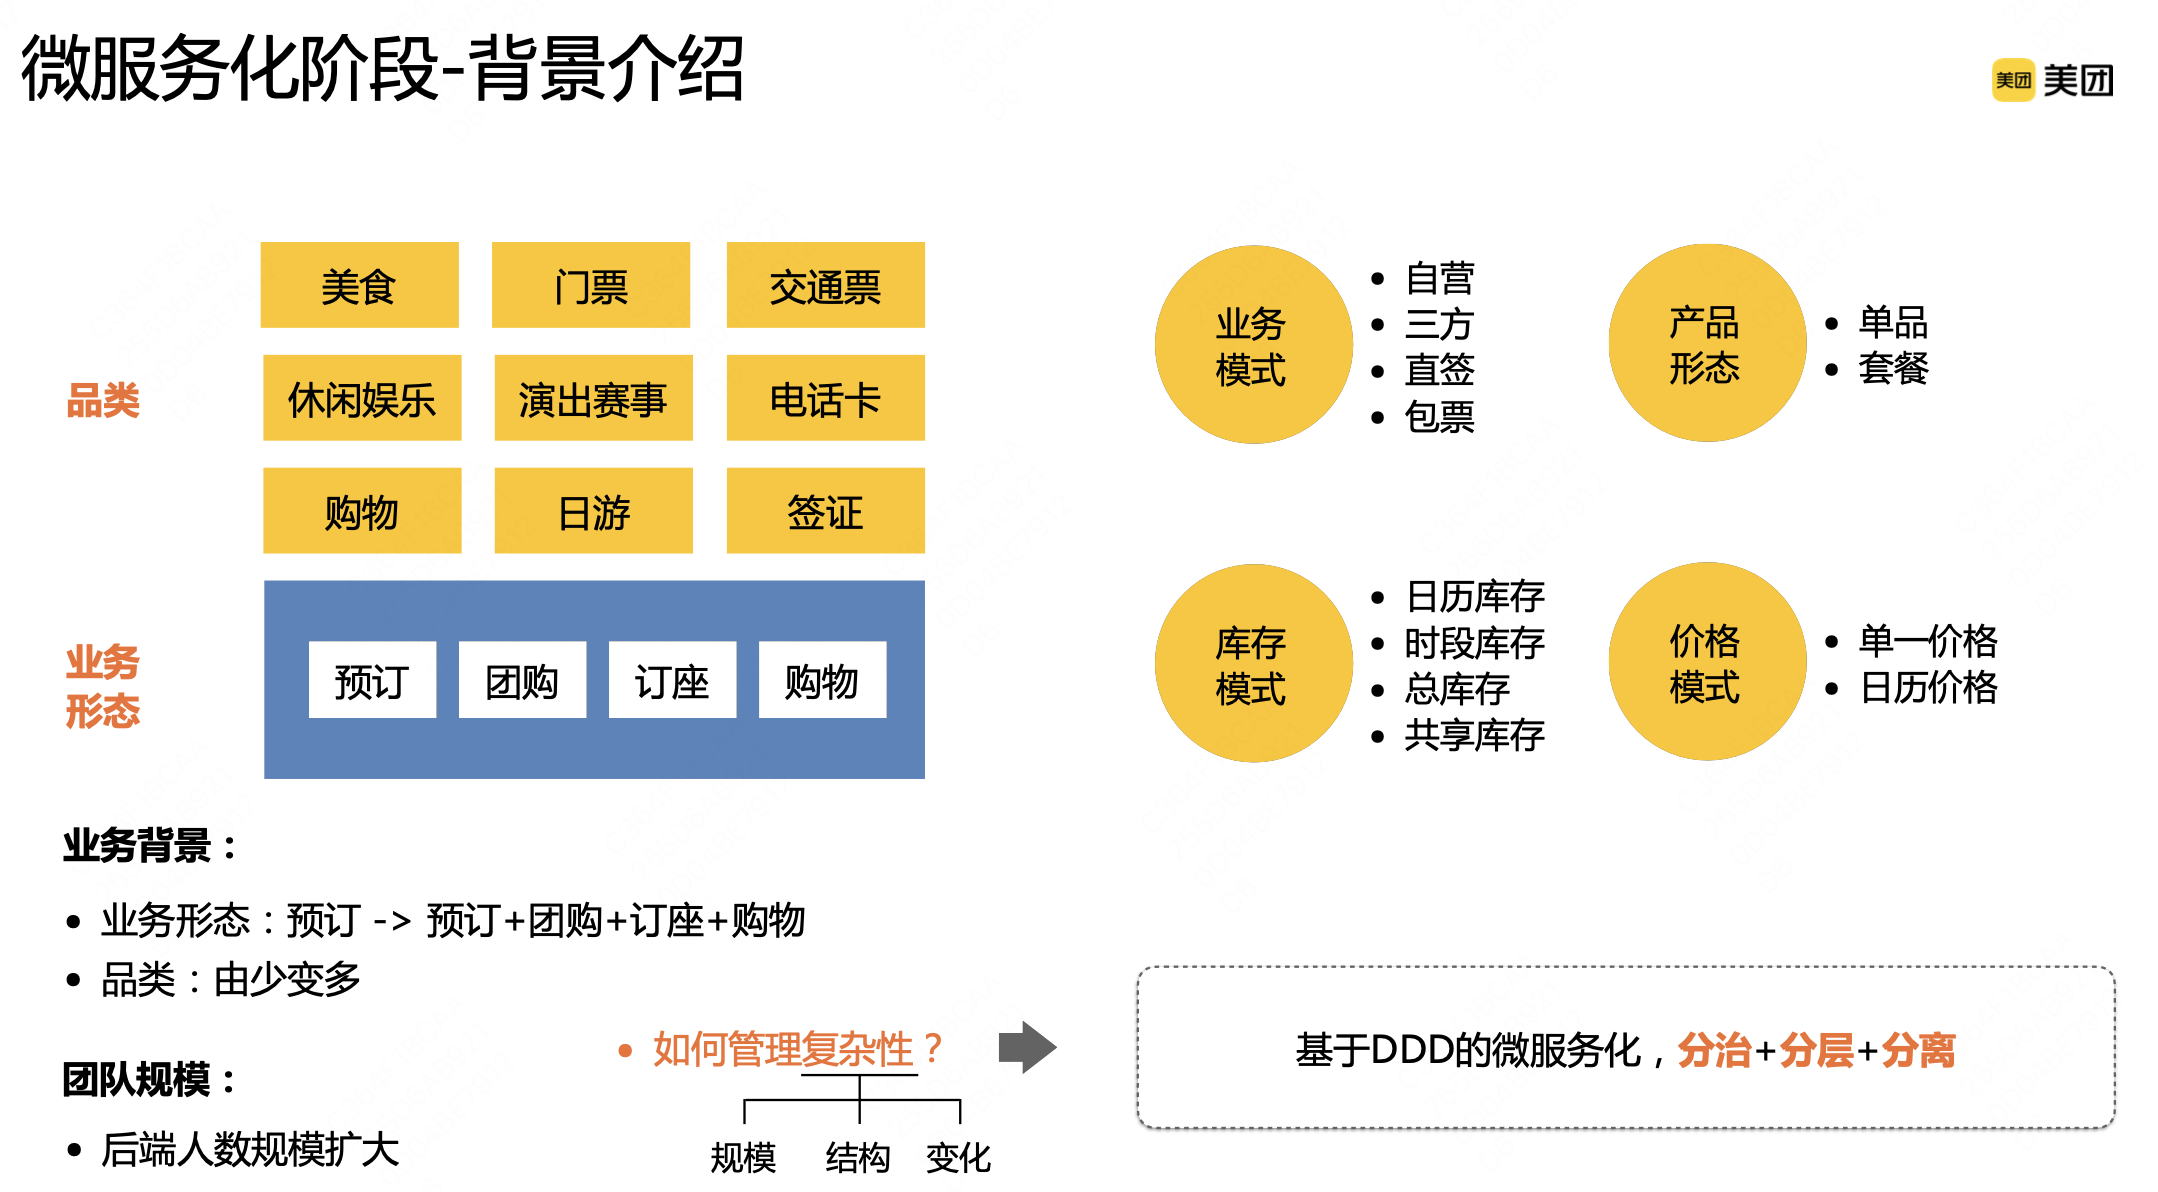 微服务化阶段-背景介绍
美团 美团
品类
美食 门票 交通票
休闲娱乐 演出赛事 电话卡
购物 日游 签证
业务
形态
预订 团购 订座 购物
业务背景：
• 业务形态：预订 -> 预订+团购+订座+购物
• 品类：由少变多
团队规模：
• 后端人数规模扩大
业务
模式
• 自营
• 三方
• 直签
• 包票
产品
形态
• 单品
• 套餐
库存
模式
• 日历库存
• 时段库存
• 总库存
• 共享库存
价格
模式
• 单一价格
• 日历价格
• 如何管理复杂性？
规模 结构 变化
基于DDD的微服务化，分治+分层+分离